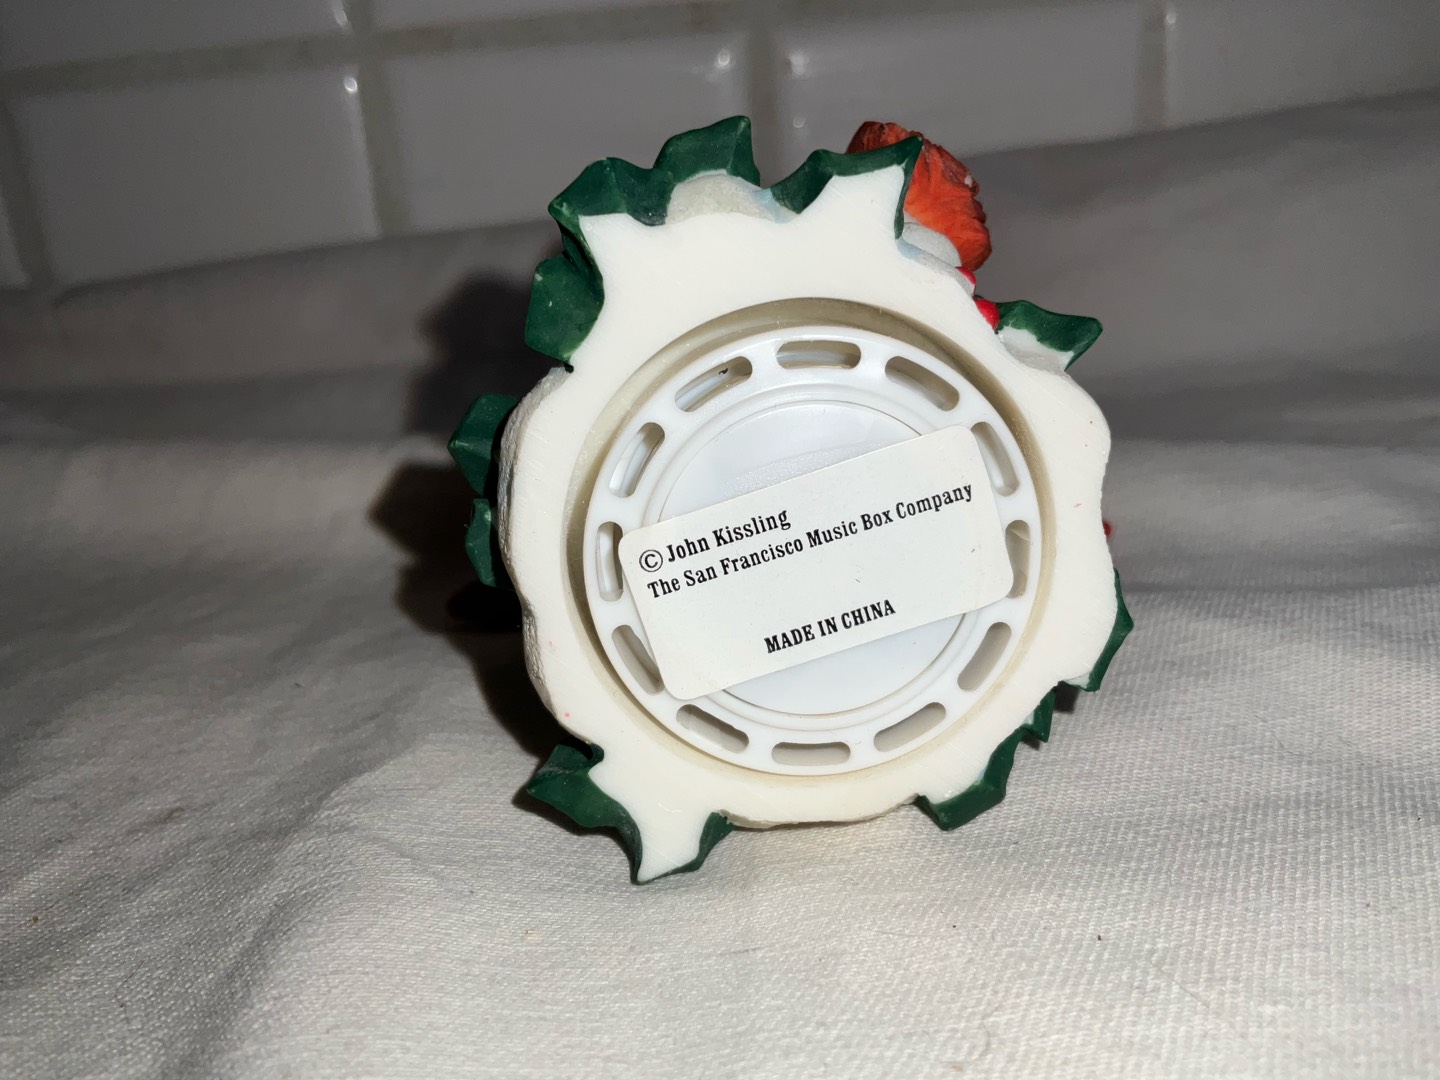 © John Kissling
The San Francisco Music Box Company
MADE IN CHINA